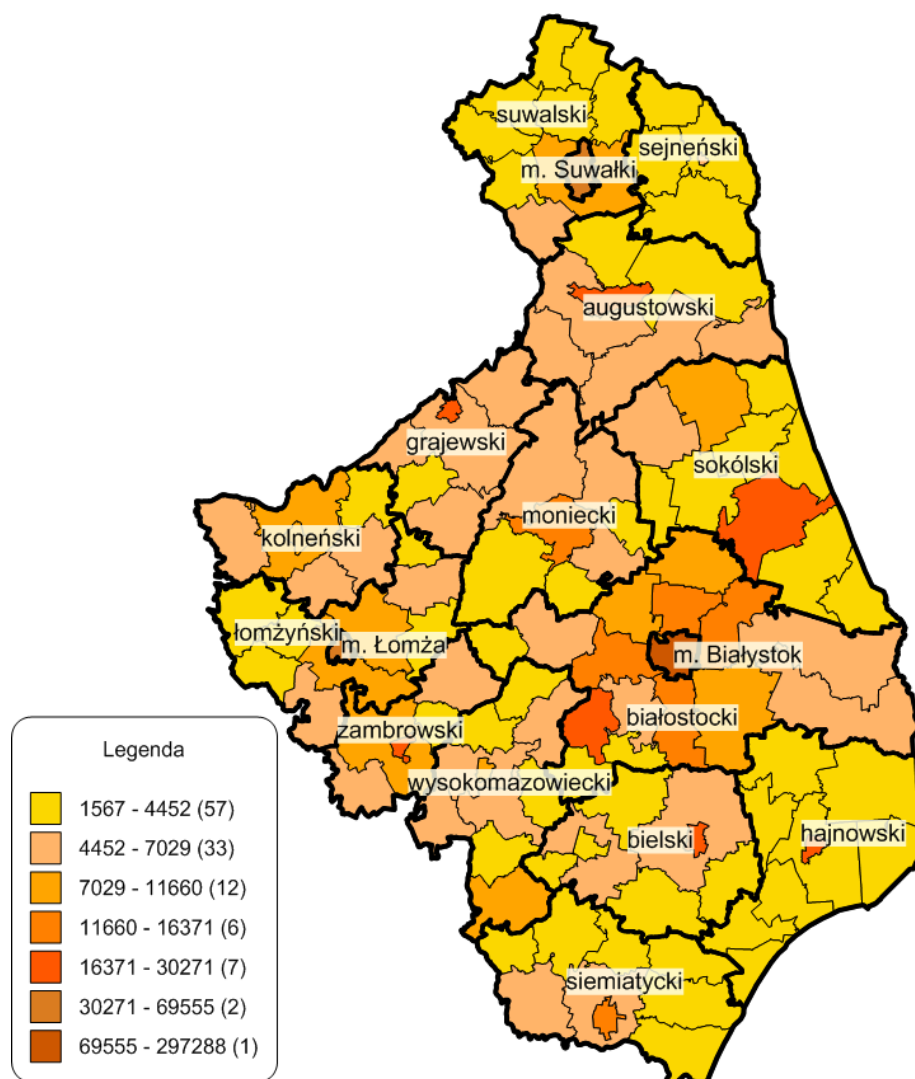 suwalski
sejneński
m. Suwałki
augustowski
grajewski
sokólski
moniecki
kolneński
łomżyński
m. Łomża
m. Białystok
białostocki
zambrowski
wysokomazowiecki
bielski
hajnowski
siemiatycki
Legenda
1567 - 4452 (57)
4452 - 7029 (33)
7029 - 11660 (12)
11660 - 16371 (6)
16371 - 30271 (7)
30271 - 69555 (2)
69555 - 297288 (1)